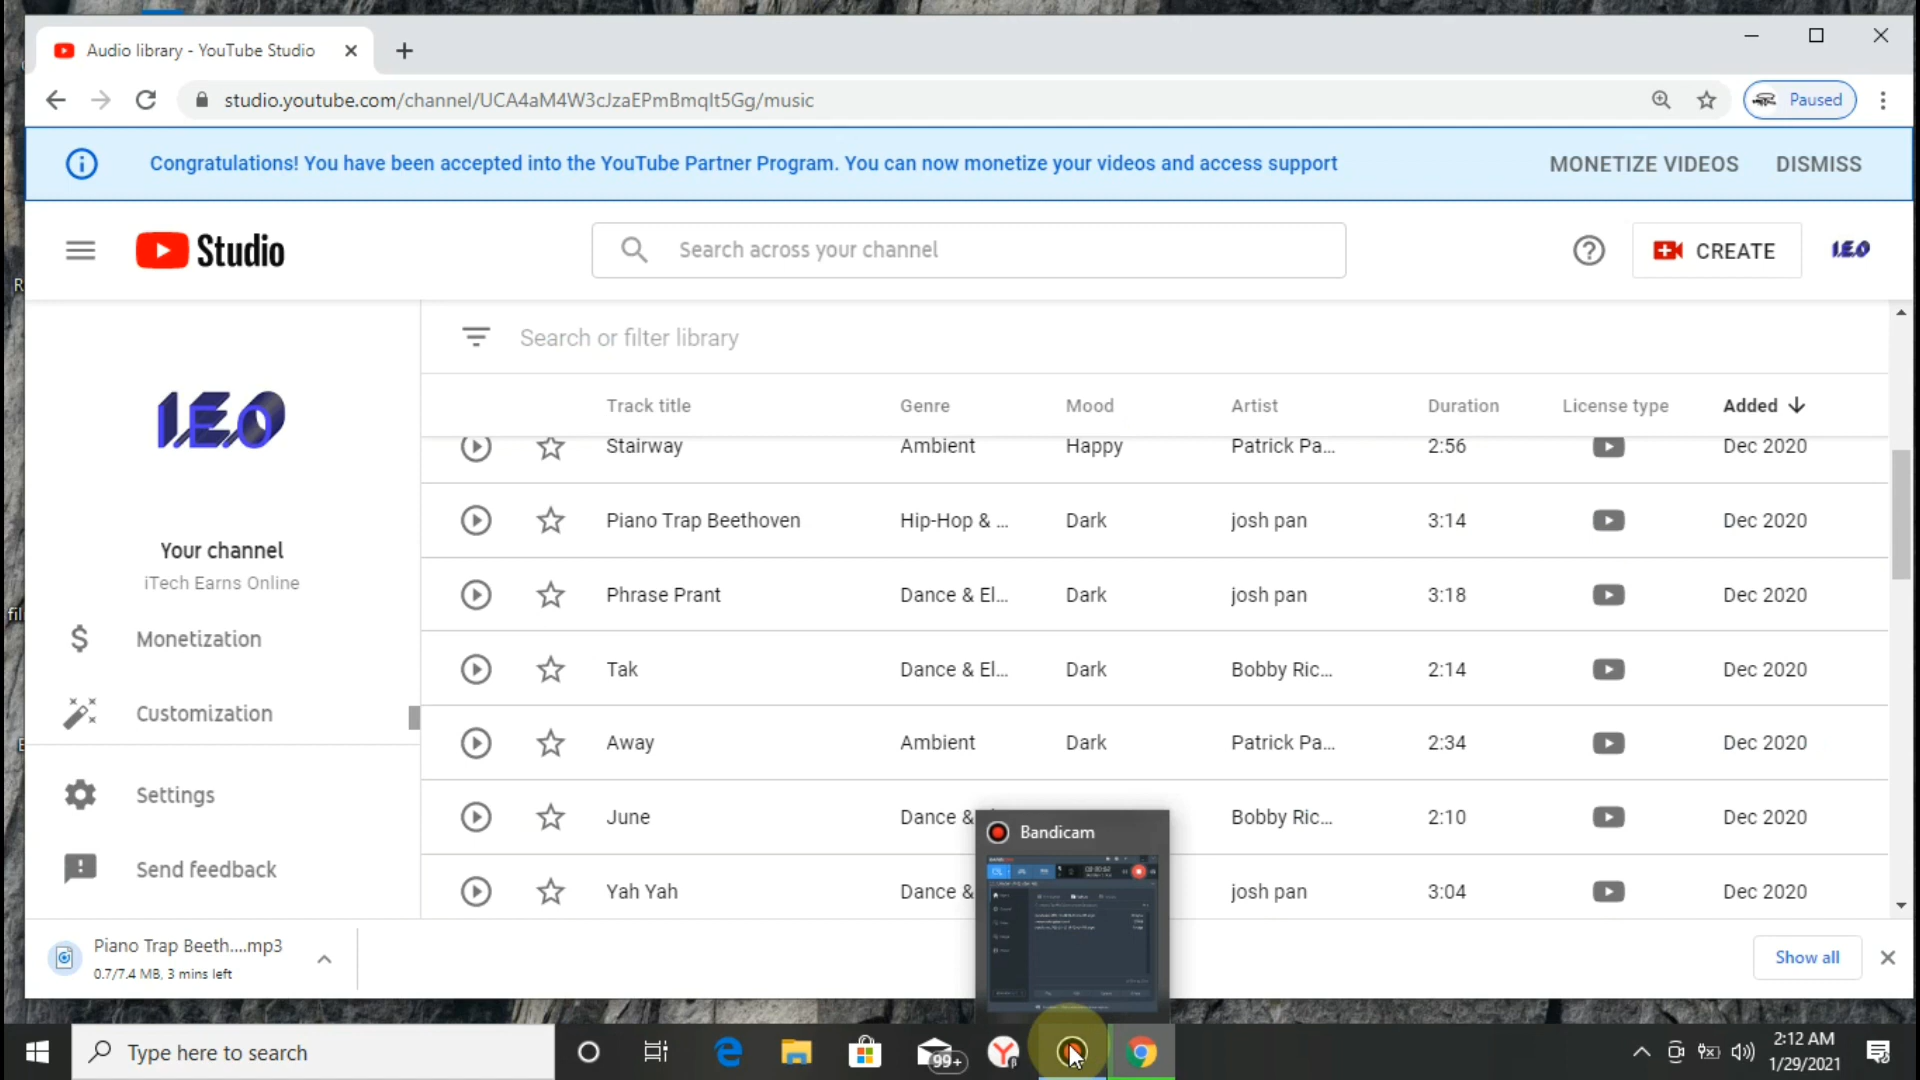 Audio library - YouTube Studio
studio.youtube.com/channel/UCA4aM4W3cJzaEPmBmqIt5Gg/music
Paused
Congratulations! You have been accepted into the YouTube Partner Program. You can now monetize your videos and access support
MONETIZE VIDEOS
DISMISS
Studio
Search across your channel
CREATE
I.E.O
I.E.O
Your channel
iTech Earns Online
Monetization
Customization
Settings
Send feedback
Search or filter library
Track title Genre Mood Artist Duration License type Added
Stairway Ambient Happy Patrick Pa... 2:56 Dec 2020
Piano Trap Beethoven Hip-Hop & ... Dark josh pan 3:14 Dec 2020
Phrase Prant Dance & El... Dark josh pan 3:18 Dec 2020
Tak Dance & El... Dark Bobby Ric... 2:14 Dec 2020
Away Ambient Dark Patrick Pa... 2:34 Dec 2020
June Dance & Bobby Ric... 2:10 Dec 2020
Yah Yah Dance & josh pan 3:04 Dec 2020
Bandicam
Piano Trap Beeth....mp3
0.7/7.4 MB, 3 mins left
Show all
Type here to search
99+
2:12 AM
1/29/2021